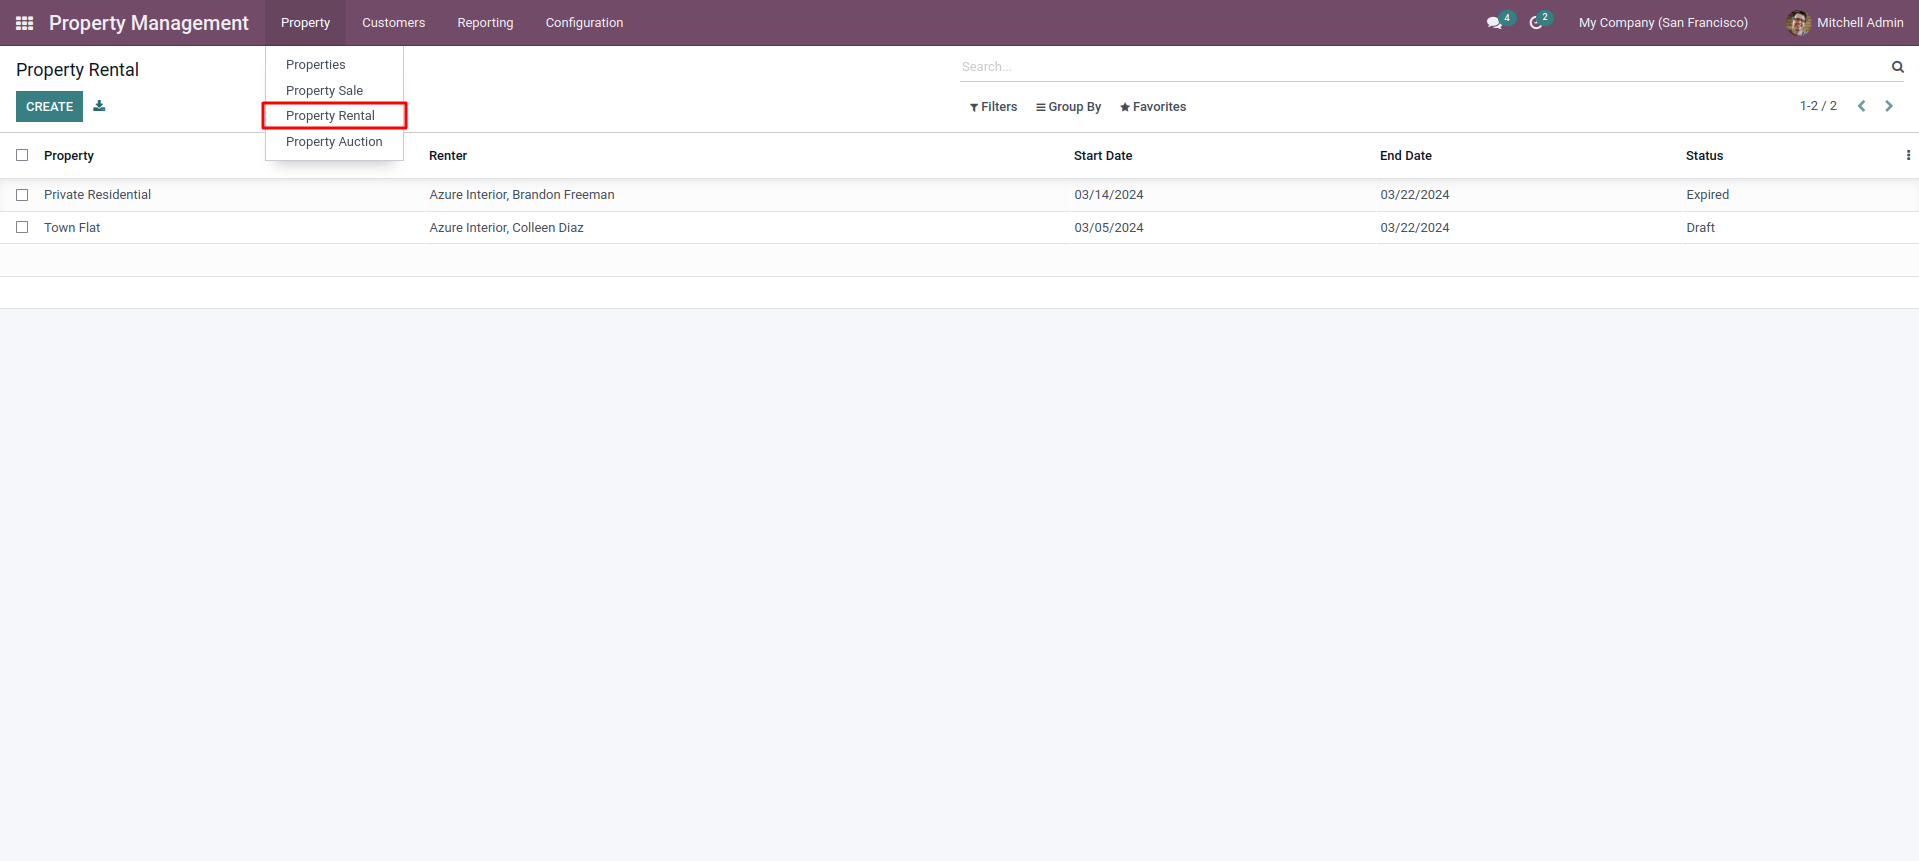 Property Management Property Customers Reporting Configuration 4 2 My Company (San Francisco) Mitchell Admin
Properties
Property Sale
Property Rental
Property Auction
Property Rental
Search...
CREATE
Filters Group By Favorites 1-2 / 2
Property Renter Start Date End Date Status
Private Residential Azure Interior, Brandon Freeman 03/14/2024 03/22/2024 Expired
Town Flat Azure Interior, Colleen Diaz 03/05/2024 03/22/2024 Draft